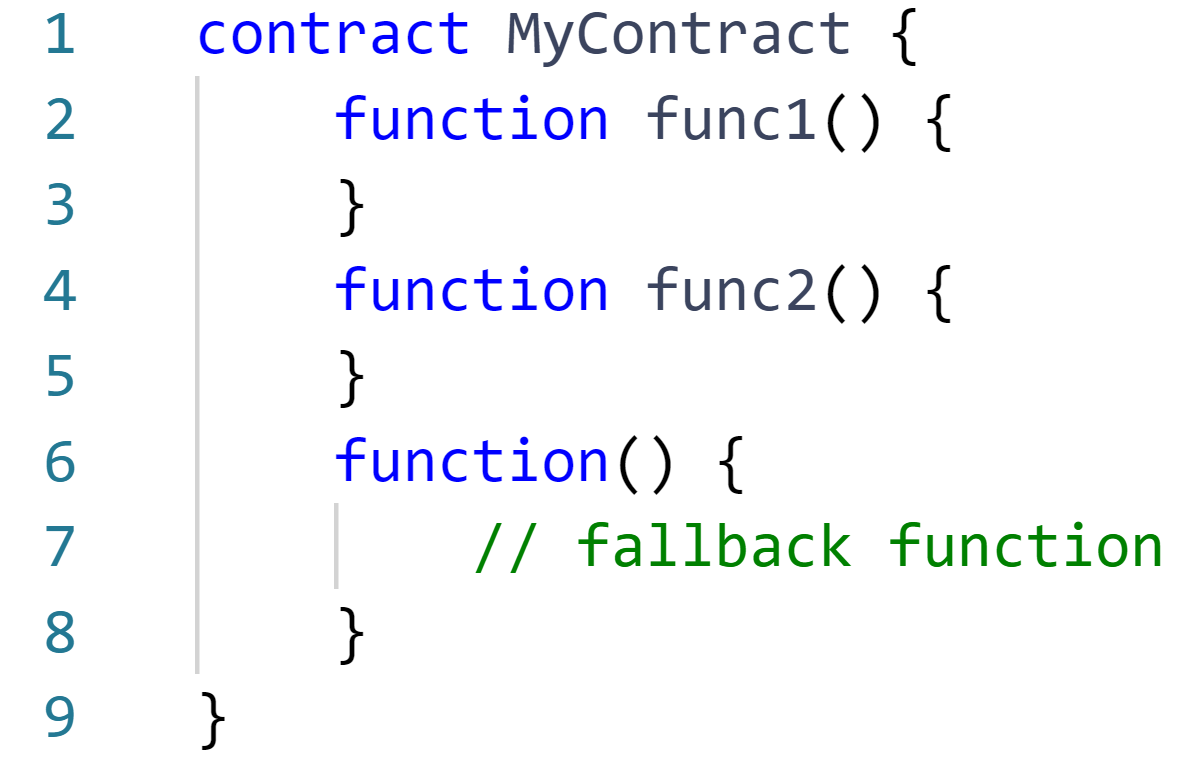 1 contract MyContract {
2 function func1() {
3 }
4 function func2() {
5 }
6 function() {
7 // fallback function
8 }
9 }